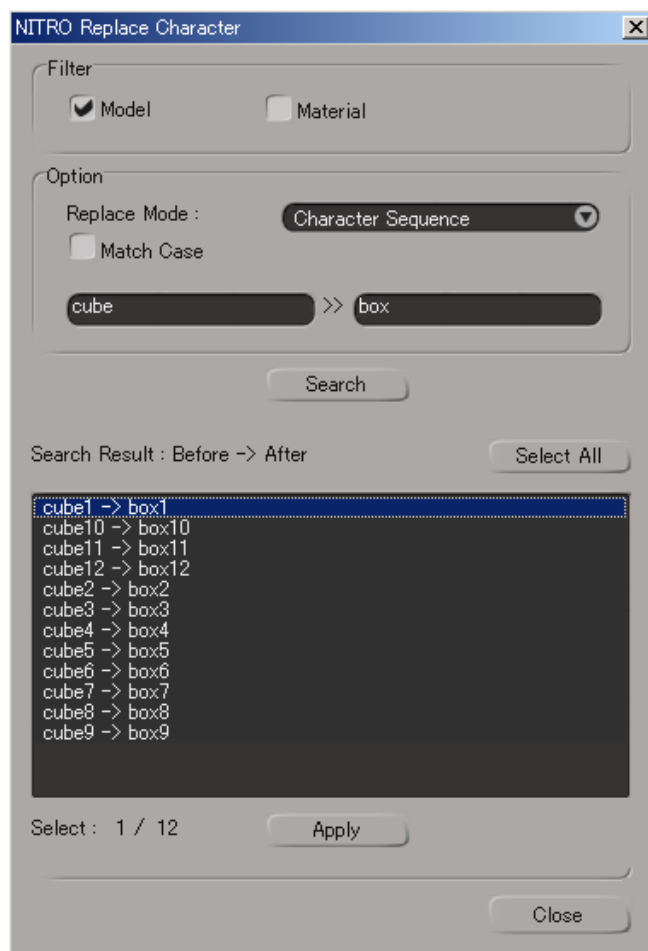 NITRO Replace Character
Filter
Model Material
Option
Replace Mode : Character Sequence
Match Case
cube >> box
Search
Search Result : Before -> After Select All
cube1 -> box1
cube10 -> box10
cube11 -> box11
cube12 -> box12
cube2 -> box2
cube3 -> box3
cube4 -> box4
cube5 -> box5
cube6 -> box6
cube7 -> box7
cube8 -> box8
cube9 -> box9
Select : 1 / 12 Apply
Close